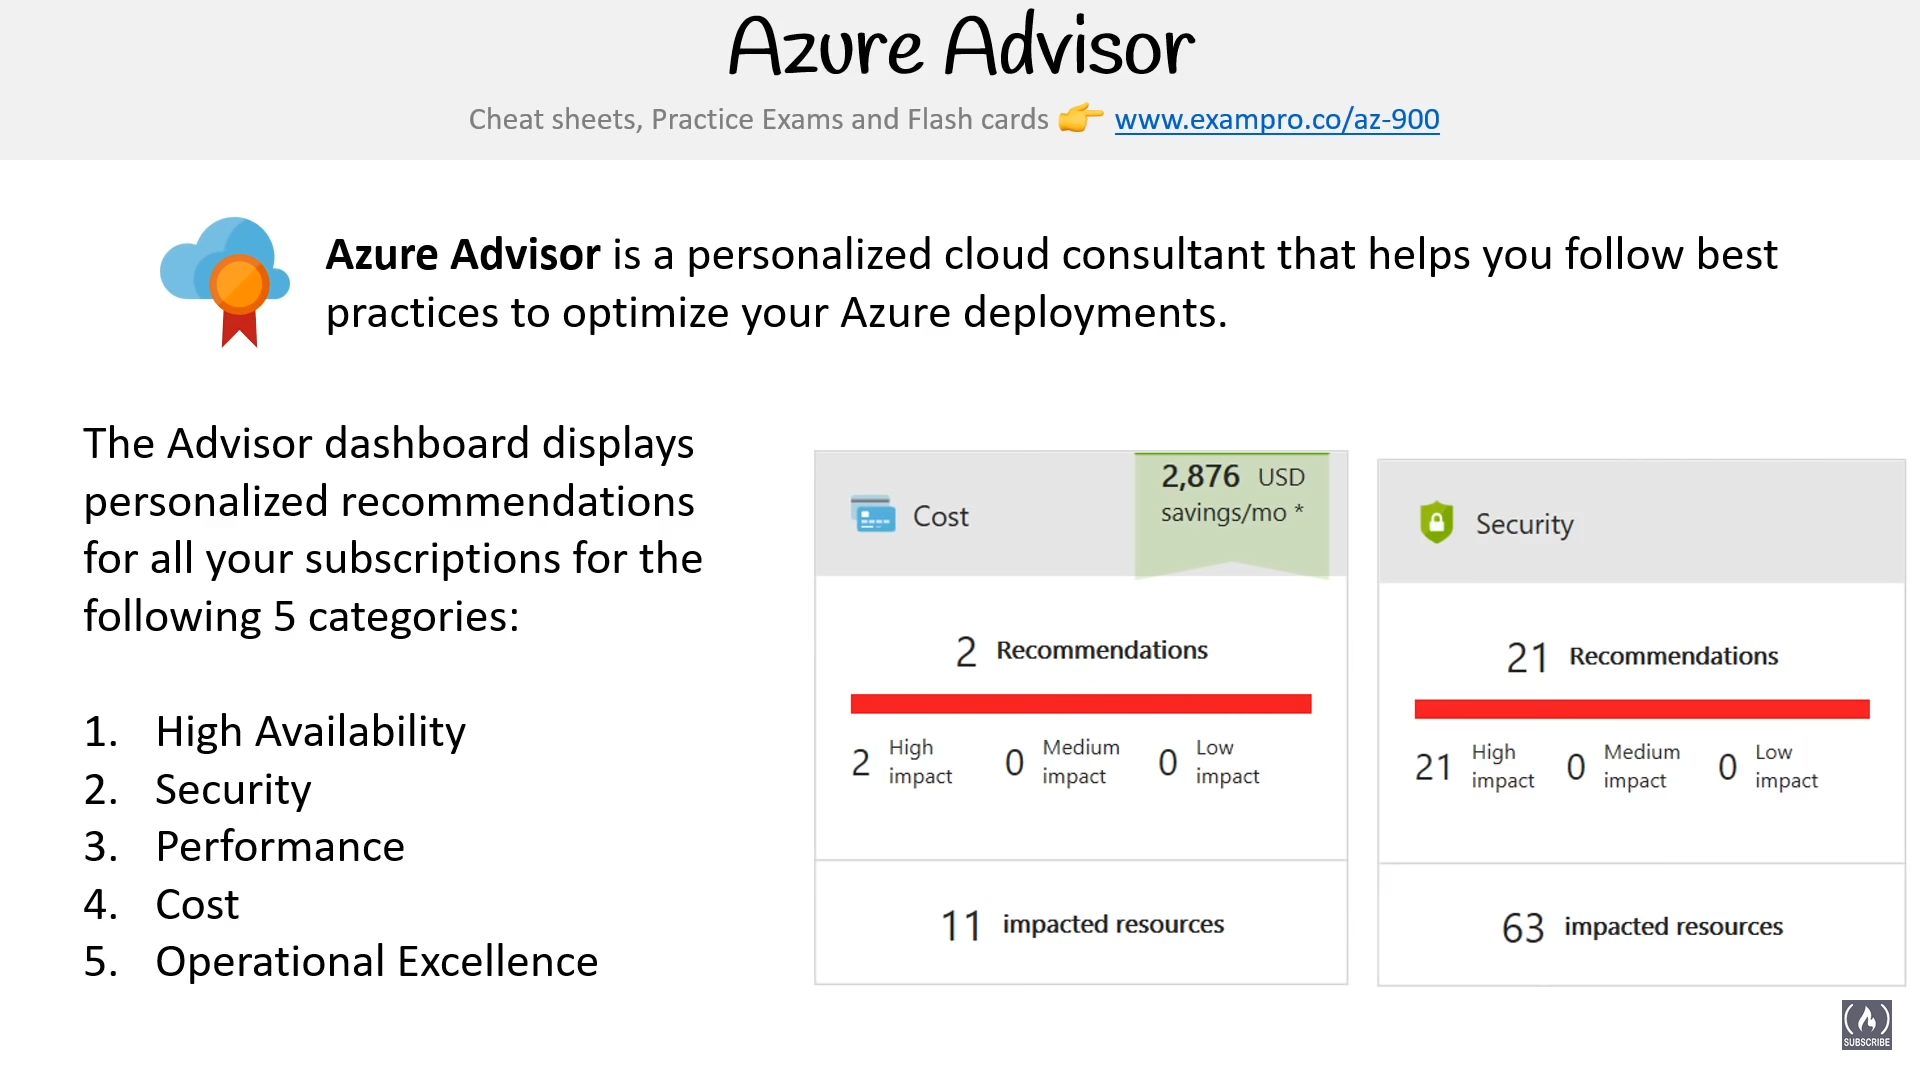 Azure Advisor
Cheat sheets, Practice Exams and Flash cards 👉 www.exampro.co/az-900
Azure Advisor is a personalized cloud consultant that helps you follow best
practices to optimize your Azure deployments.
The Advisor dashboard displays
personalized recommendations
for all your subscriptions for the
following 5 categories:
1. High Availability
2. Security
3. Performance
4. Cost
5. Operational Excellence
Cost
2,876 USD
savings/mo *
2 Recommendations
2 High impact 0 Medium impact 0 Low impact
11 impacted resources
Security
21 Recommendations
21 High impact 0 Medium impact 0 Low impact
63 impacted resources
SUBSCRIBE